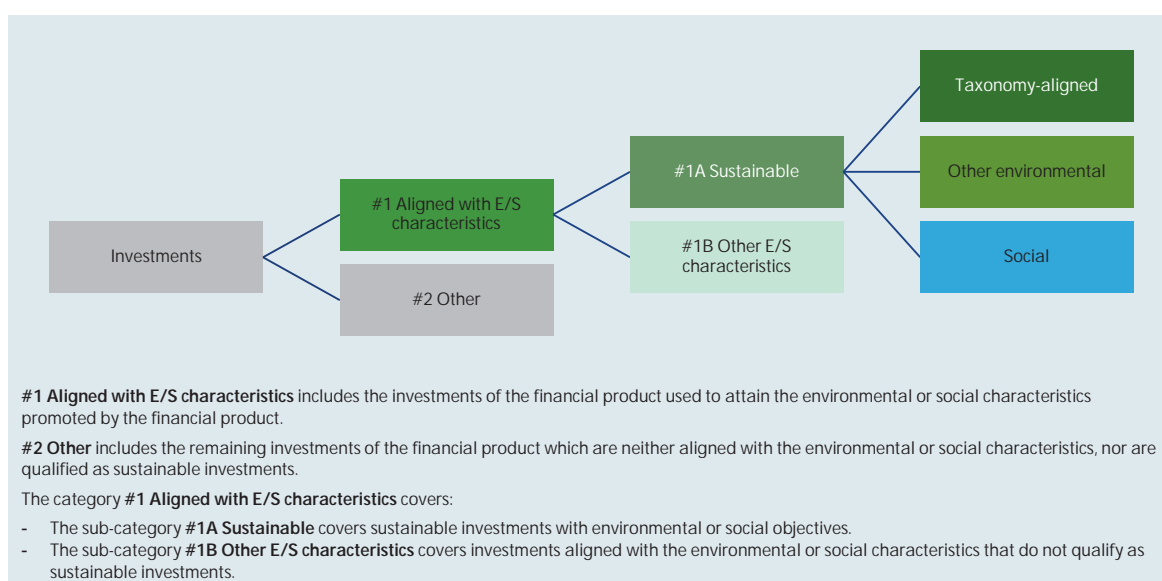 Taxonomy-aligned
#1A Sustainable
Other environmental
#1 Aligned with E/S
characteristics
#1B Other E/S
characteristics
Investments
Social
#2 Other
#1 Aligned with E/S characteristics includes the investments of the financial product used to attain the environmental or social characteristics
promoted by the financial product.
#2 Other includes the remaining investments of the financial product which are neither aligned with the environmental or social characteristics, nor are
qualified as sustainable investments.
The category #1 Aligned with E/S characteristics covers:
- The sub-category #1A Sustainable covers sustainable investments with environmental or social objectives.
- The sub-category #1B Other E/S characteristics covers investments aligned with the environmental or social characteristics that do not qualify as
sustainable investments.